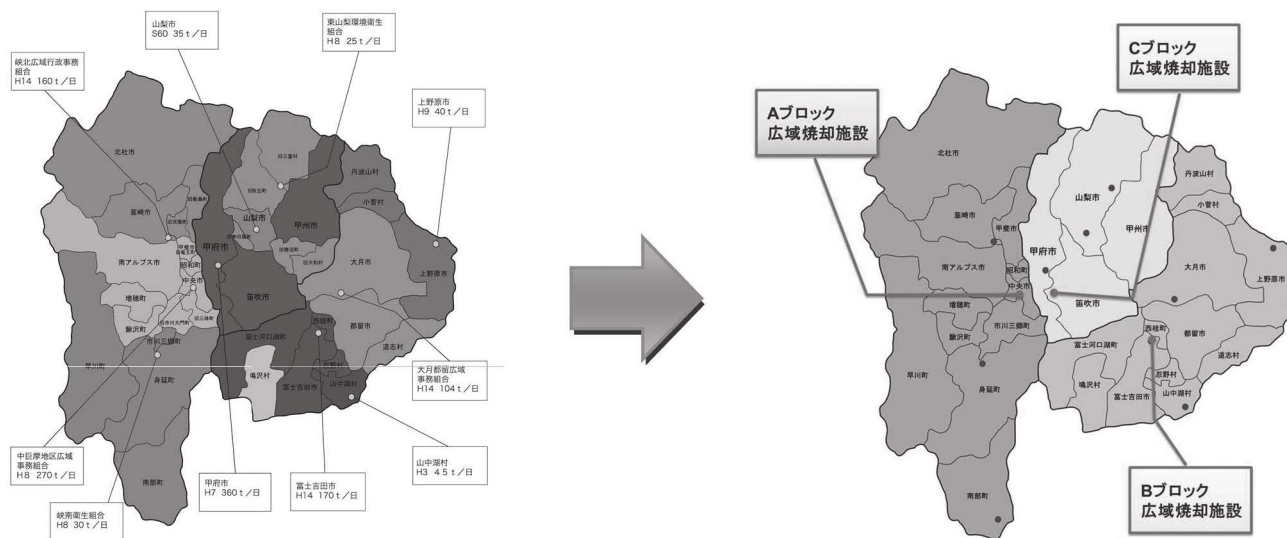 山梨市
S60 35t/日
東山梨環境衛生
組合
H8 25t/日
峡北広域行政事務
組合
H14 160t/日
上野原市
H9 40t/日
北杜市
韮崎市
山梨市
甲州市
丹波山村
小菅村
甲府市
南アルプス市
昭和町
中央市
大月市
上野原市
笛吹市
増穂町
鰍沢町
市川三郷町
富士河口湖町
西桂町
都留市
道志村
早川町
身延町
鳴沢村
富士吉田市
忍野村
山中湖村
南部町
大月都留広域
事務組合
H14 104t/日
中巨摩地区広域
事務組合
H8 270t/日
峡南衛生組合
H8 30t/日
甲府市
H7 360t/日
富士吉田市
H14 170t/日
山中湖村
H3 4５t/日
Aブロック
広域焼却施設
Cブロック
広域焼却施設
北杜市
韮崎市
甲斐市
山梨市
甲州市
丹波山村
小菅村
甲府市
南アルプス市
昭和町
中央市
大月市
上野原市
笛吹市
増穂町
鰍沢町
市川三郷町
富士河口湖町
西桂町
都留市
道志村
早川町
身延町
鳴沢村
富士吉田市
忍野村
山中湖村
南部町
Bブロック
広域焼却施設